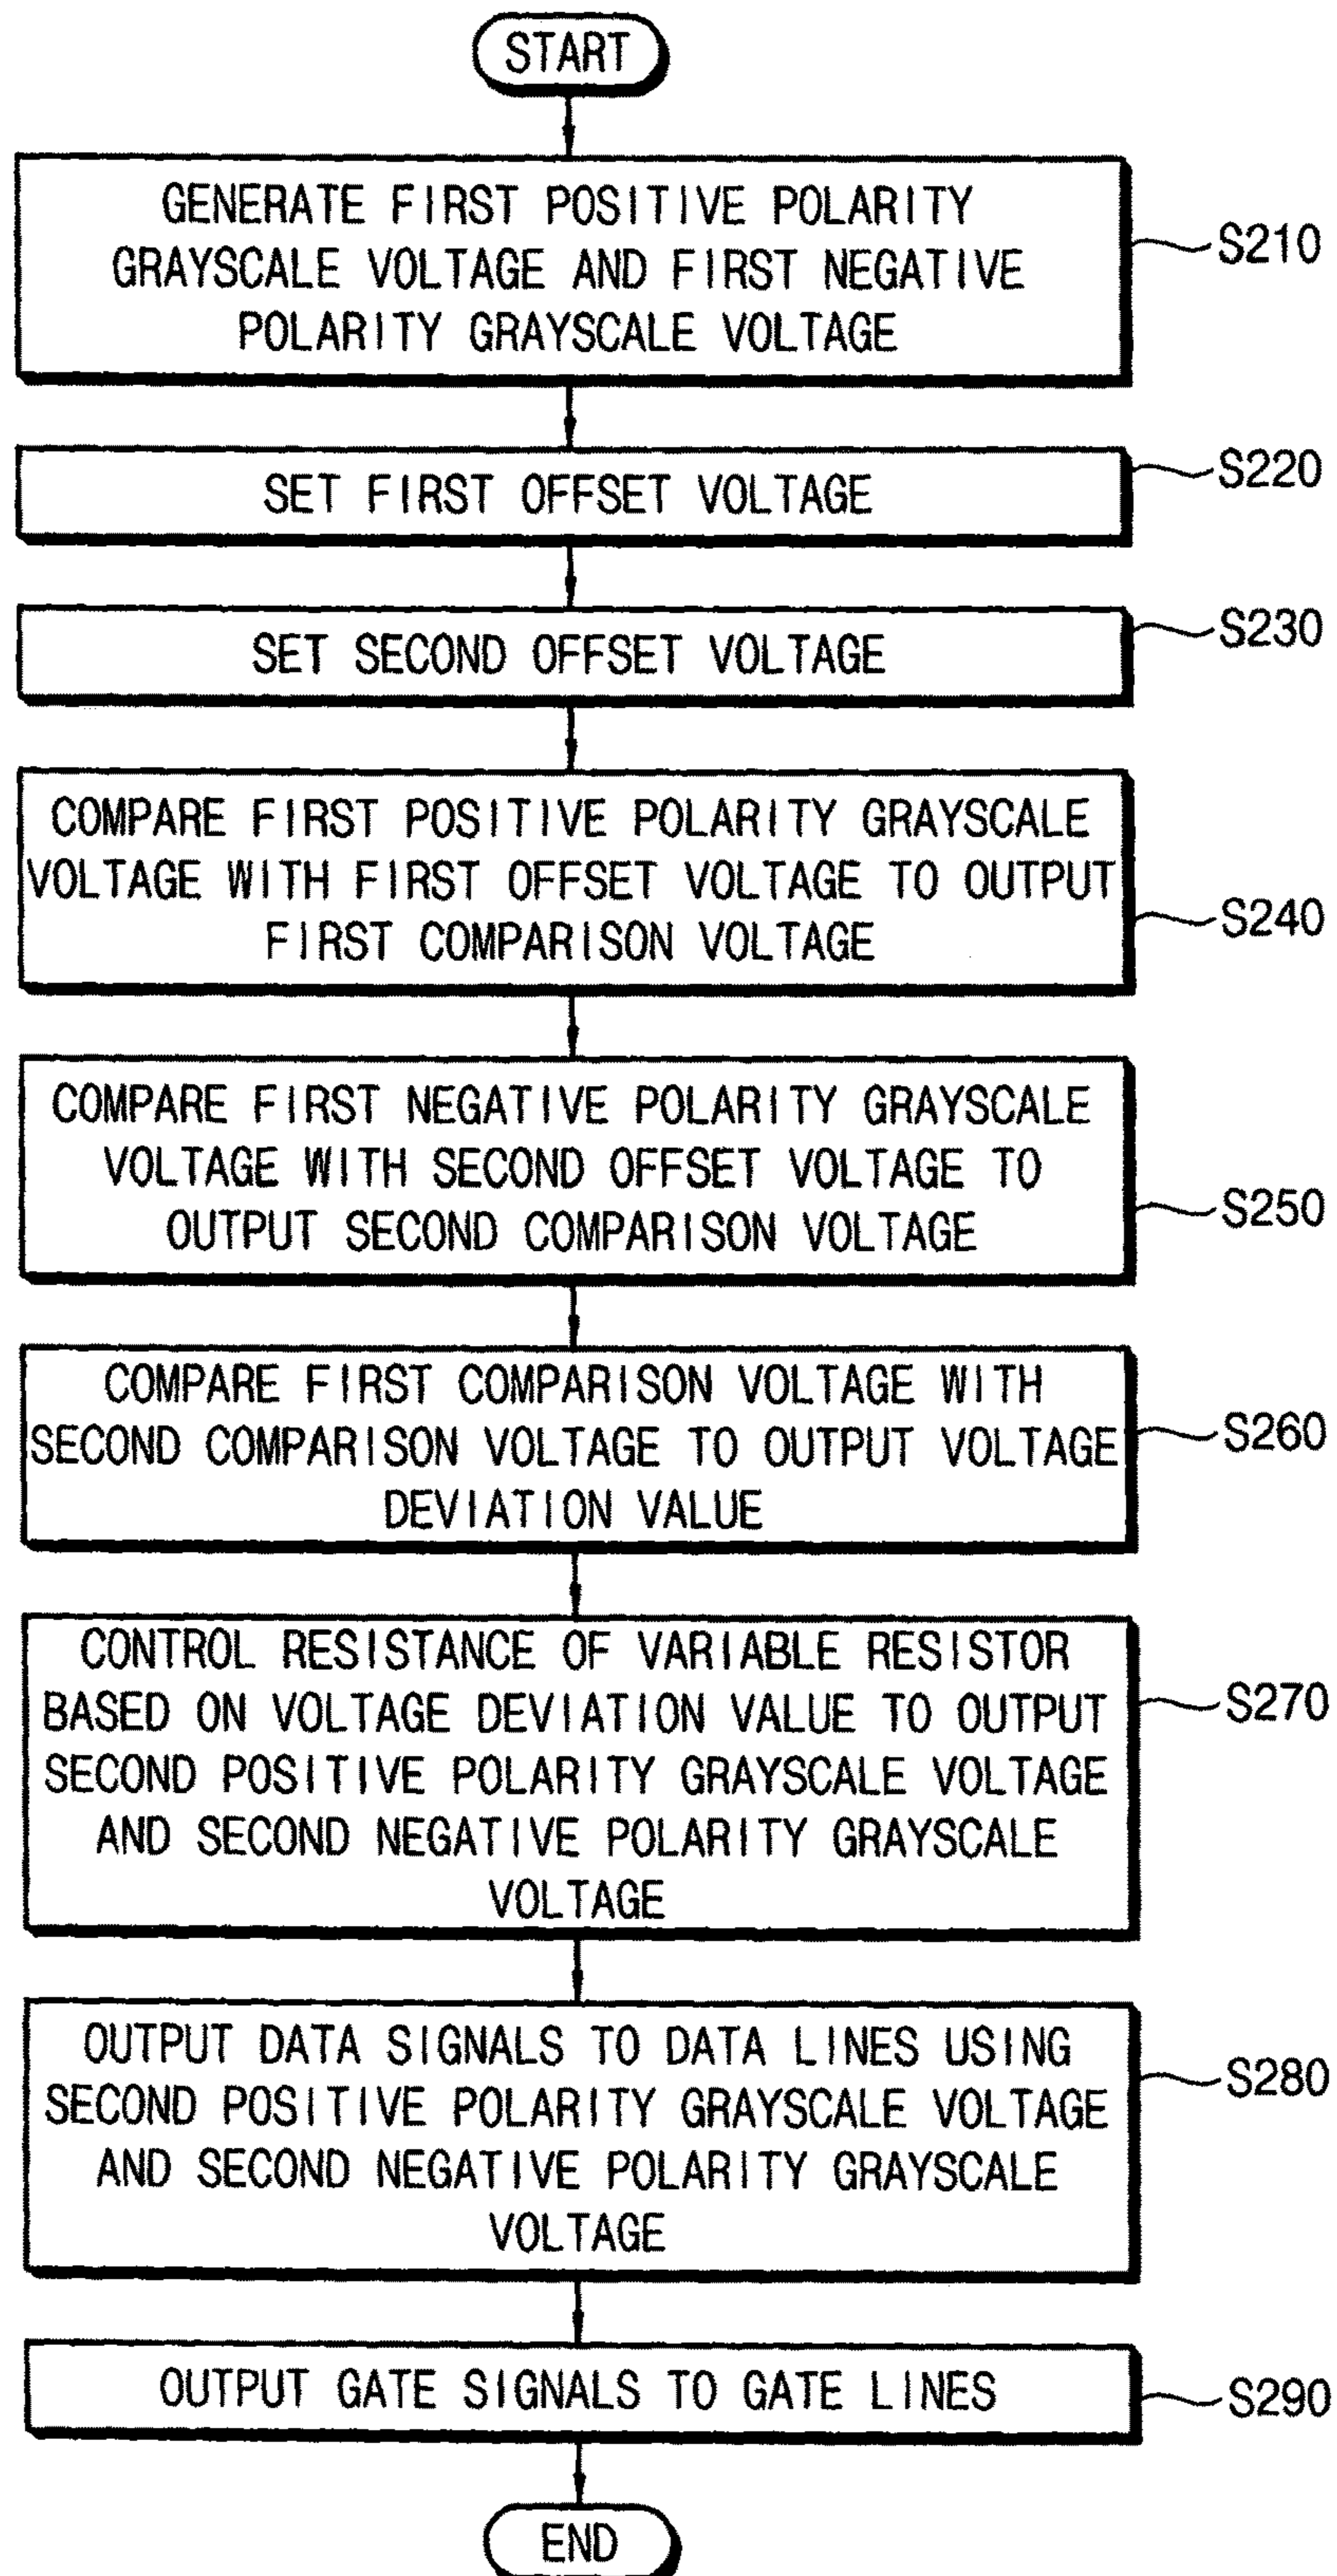 START
GENERATE FIRST POSITIVE POLARITY
GRAYSCALE VOLTAGE AND FIRST NEGATIVE
POLARITY GRAYSCALE VOLTAGE
S210
SET FIRST OFFSET VOLTAGE
S220
SET SECOND OFFSET VOLTAGE
S230
COMPARE FIRST POSITIVE POLARITY GRAYSCALE
VOLTAGE WITH FIRST OFFSET VOLTAGE TO OUTPUT
FIRST COMPARISON VOLTAGE
S240
COMPARE FIRST NEGATIVE POLARITY GRAYSCALE
VOLTAGE WITH SECOND OFFSET VOLTAGE TO
OUTPUT SECOND COMPARISON VOLTAGE
S250
COMPARE FIRST COMPARISON VOLTAGE WITH
SECOND COMPARISON VOLTAGE TO OUTPUT VOLTAGE
DEVIATION VALUE
S260
CONTROL RESISTANCE OF VARIABLE RESISTOR
BASED ON VOLTAGE DEVIATION VALUE TO OUTPUT
SECOND POSITIVE POLARITY GRAYSCALE VOLTAGE
AND SECOND NEGATIVE POLARITY GRAYSCALE
VOLTAGE
S270
OUTPUT DATA SIGNALS TO DATA LINES USING
SECOND POSITIVE POLARITY GRAYSCALE VOLTAGE
AND SECOND NEGATIVE POLARITY GRAYSCALE
VOLTAGE
S280
OUTPUT GATE SIGNALS TO GATE LINES
S290
END